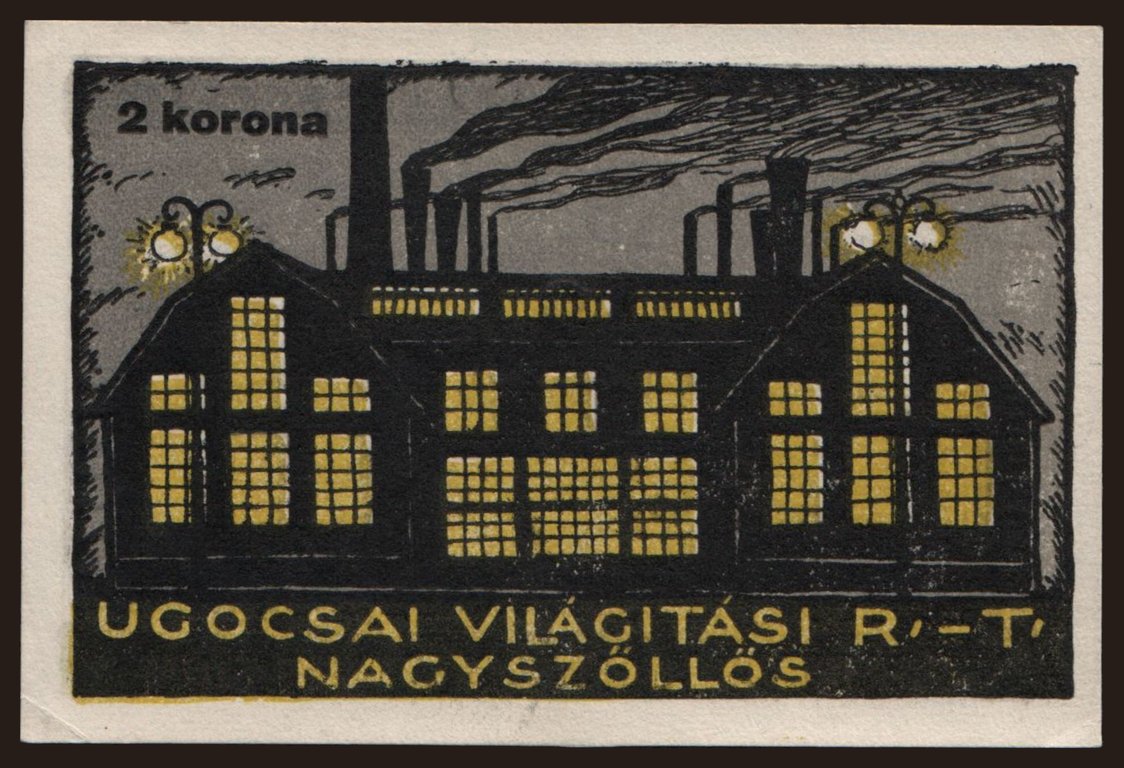 2 korona
UGOCSAI VILÁGITÁSI R,-T,
NAGYSZŐLLŐS